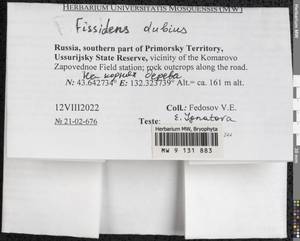 HERBARIUM UNIVERSITATIS MOSQUENSIS (MW)
Fissidens dubius
Russia, southern part of Primorsky Territory,
Ussurijsky State Reserve, vicinity of the Komarovo
Zapovednoe Field station; rock outcrops along the road.
На корнях дерева
N: 43.642734° E: 132.323739° Alt.= ca. 161 m alt.
12VIII2022
Coll.: Fedosov V.E.
№ 21-02-676
Teste: E. Ignatova
Herbarium MW, Bryophyta
MW 9 131 883